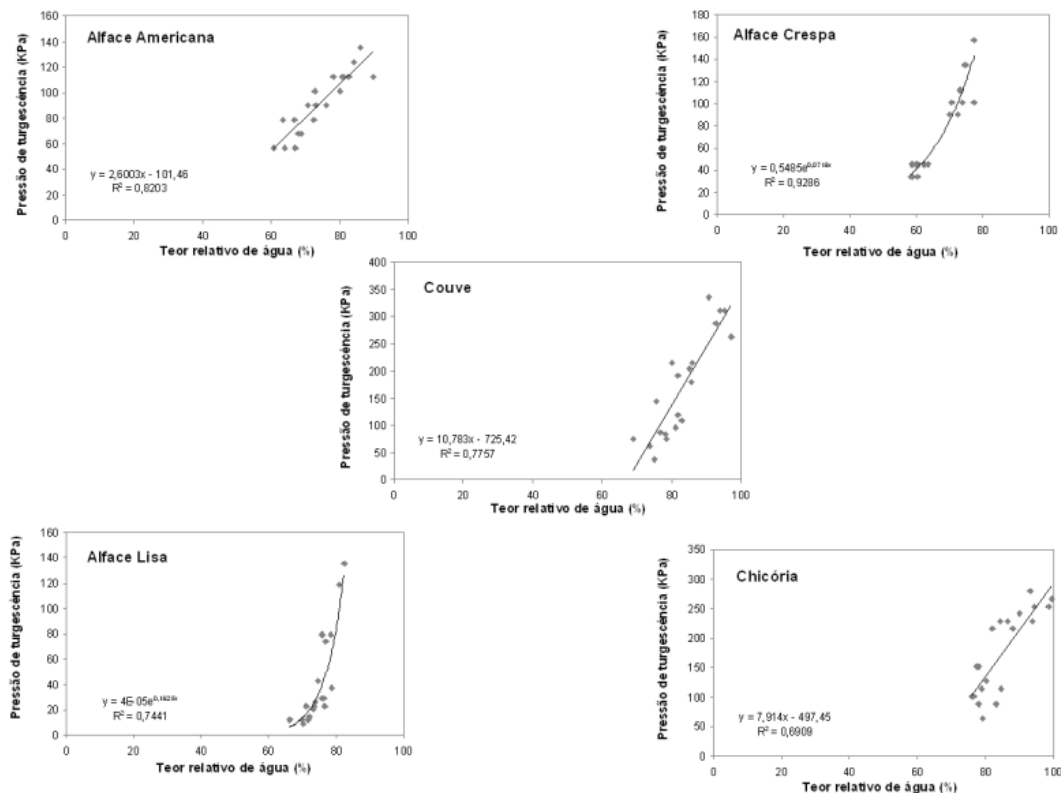 Alface Americana
Pressão de turgescência (KPa)
160
140
120
100
80
60
40
20
0
y = 2,6003x - 101,46
R² = 0,8203
0 20 40 60 80 100
Teor relativo de água (%)
Alface Crespa
Pressão de turgescência (KPa)
180
160
140
120
100
80
60
40
20
0
y = 0,5485e
R² = 0,9286
0 20 40 60 80 100
Teor relativo de água (%)
Couve
Pressão de turgescência (KPa)
400
350
300
250
200
150
100
50
0
y = 10,783x - 725,42
R² = 0,7757
0 20 40 60 80 100
Teor relativo de água (%)
Alface Lisa
Pressão de turgescência (KPa)
160
140
120
100
80
60
40
20
0
y = 4E-05e
R² = 0,7441
0 20 40 60 80 100
Teor relativo de água (%)
Chicória
Pressão de turgescência (KPa)
350
300
250
200
150
100
50
0
y = 7,914x - 497,45
R² = 0,6909
0 20 40 60 80 100
Teor relativo de água (%)